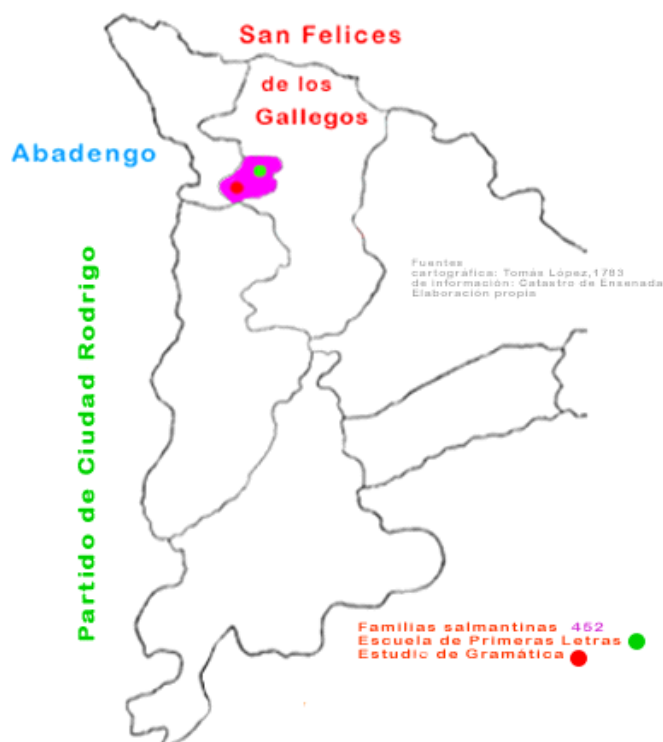 San Felices
de los
Gallegos
Abadengo
Partido de Ciudad Rodrigo
Fuentes
cartográfica: Tomás López,1783
de información: Catastro de Ensenada
Elaboración propia
Familias salmantinas 452
Escuela de Primeras Letras
Estudio de Gramática